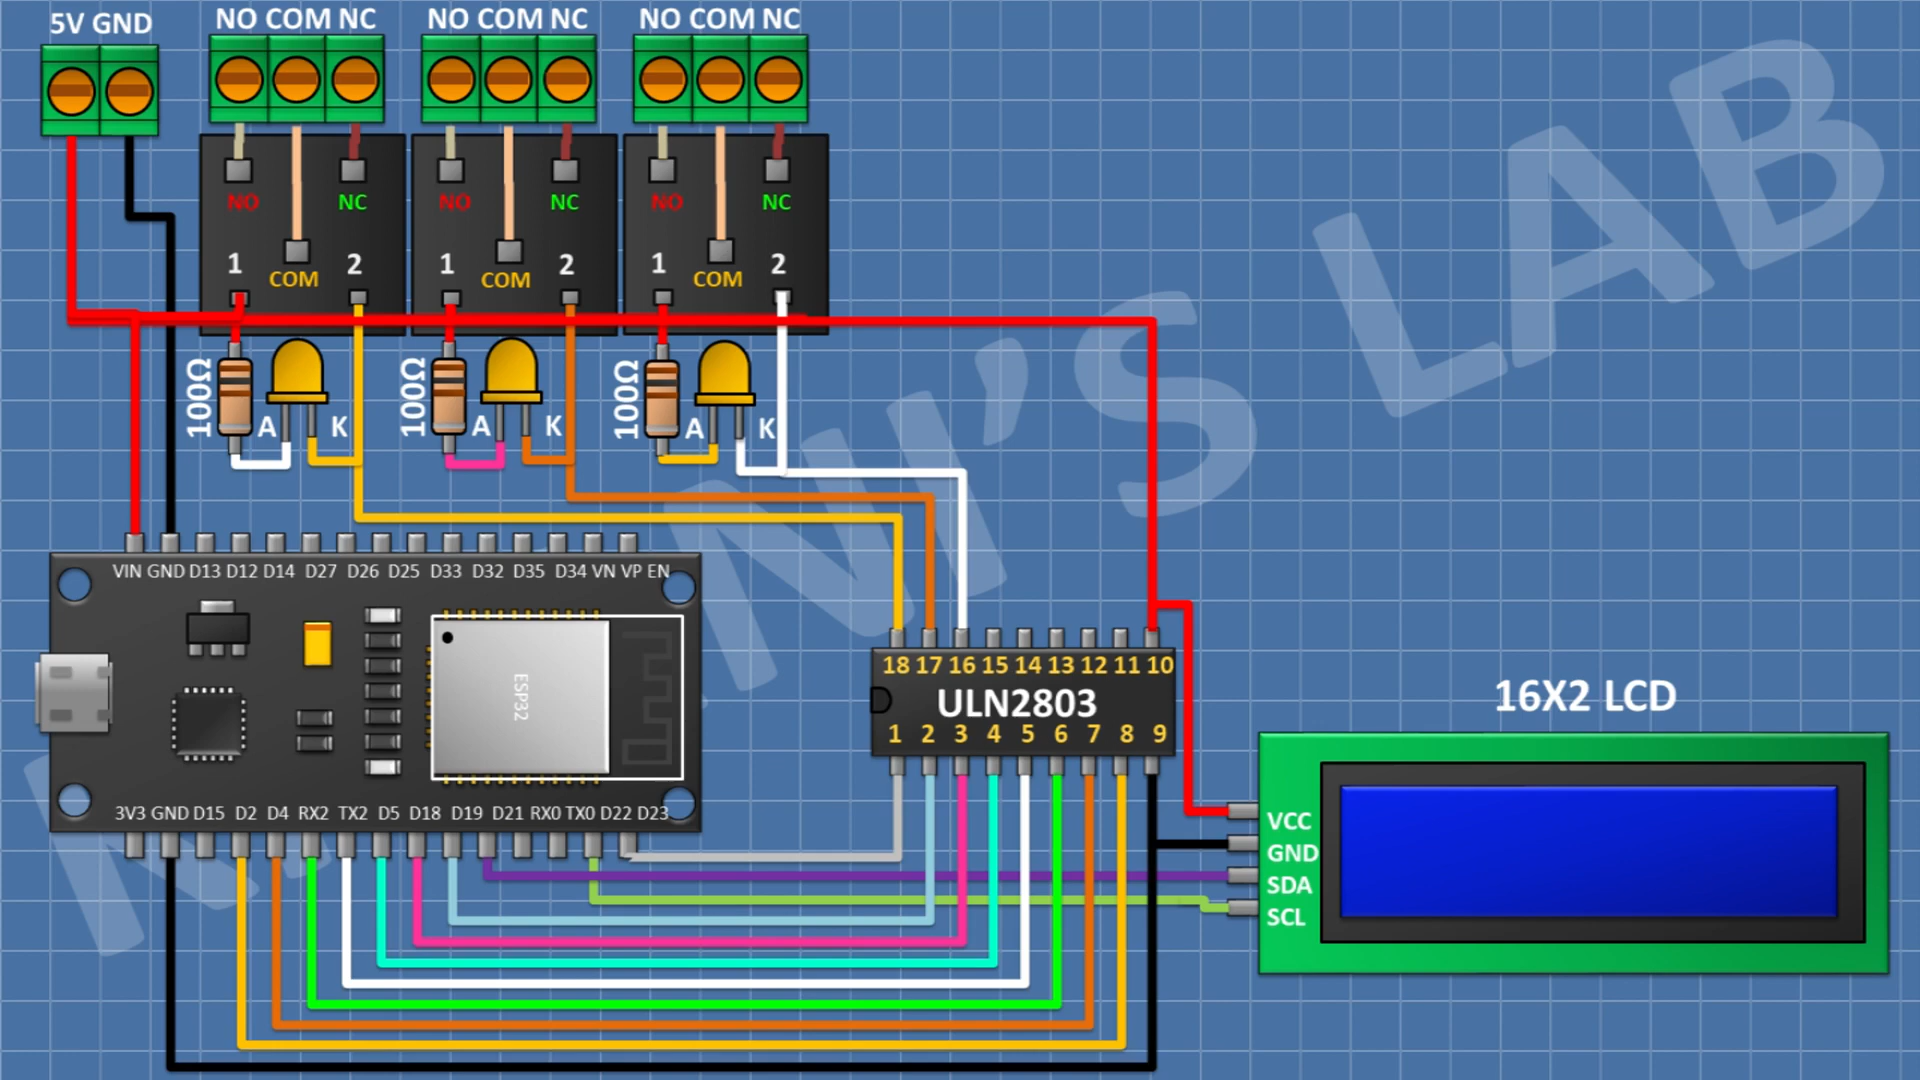 5V GND
NO COM NC
NO COM NC
NO COM NC
NO
NC
NO
NC
NO
NC
1
COM
2
1
COM
2
1
COM
2
100Ω
A
K
100Ω
A
K
100Ω
A
K
VIN GND D13 D12 D14 D27 D26 D25 D33 D32 D35 D34 VN VP EN
ESP32
3V3 GND D15 D2 D4 RX2 TX2 D5 D18 D19 D21 RX0 TX0 D22 D23
18 17 16 15 14 13 12 11 10
ULN2803
1 2 3 4 5 6 7 8 9
16X2 LCD
VCC
GND
SDA
SCL
NI'S LAB